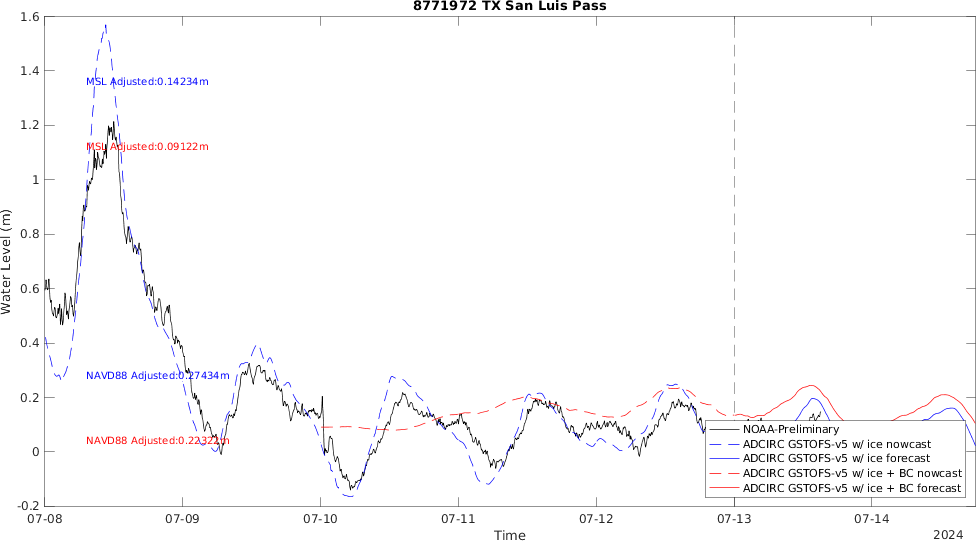 8771972 TX San Luis Pass
1.6
1.4
1.2
1
0.8
0.6
0.4
0.2
0
-0.2
Water Level (m)
MSL Adjusted:0.14234m
MSL Adjusted:0.09122m
NAVD88 Adjusted:0.27434m
NAVD88 Adjusted:0.22322m
NOAA-Preliminary
ADCIRC GSTOFS-v5 w/ ice nowcast
ADCIRC GSTOFS-v5 w/ ice forecast
ADCIRC GSTOFS-v5 w/ ice + BC nowcast
ADCIRC GSTOFS-v5 w/ ice + BC forecast
07-08 07-09 07-10 07-11 07-12 07-13 07-14
Time
2024